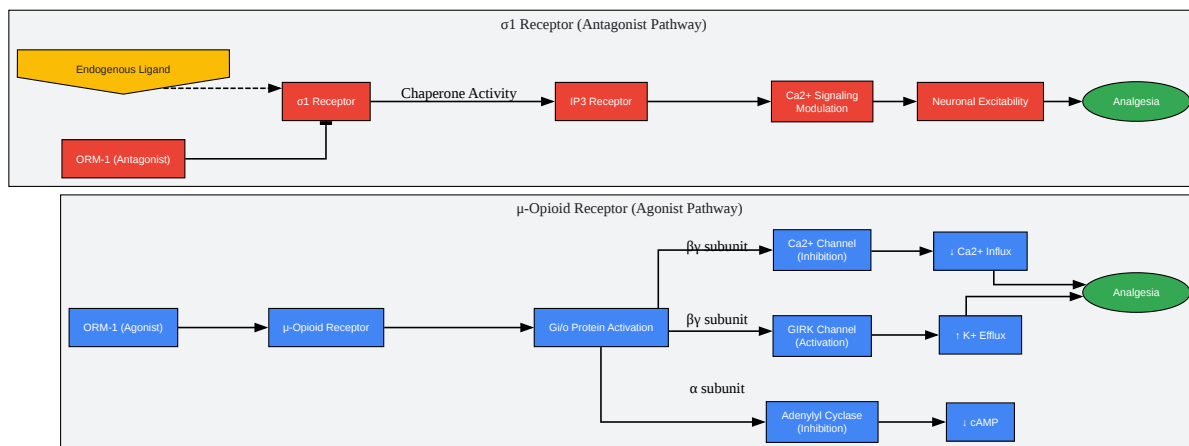 σ1 Receptor (Antagonist Pathway)
Endogenous Ligand
σ1 Receptor
Chaperone Activity
IP3 Receptor
Ca2+ Signaling
Modulation
Neuronal Excitability
Analgesia
ORM-1 (Antagonist)
μ-Opioid Receptor (Agonist Pathway)
ORM-1 (Agonist)
μ-Opioid Receptor
Gi/o Protein Activation
βγ subunit
Ca2+ Channel
(Inhibition)
↓ Ca2+ Influx
Analgesia
βγ subunit
GIRK Channel
(Activation)
↑ K+ Efflux
α subunit
Adenylyl Cyclase
(Inhibition)
↓ cAMP